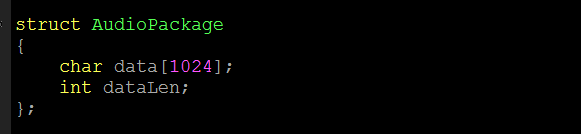 struct AudioPackage
{
    char data[1024];
    int dataLen;
};